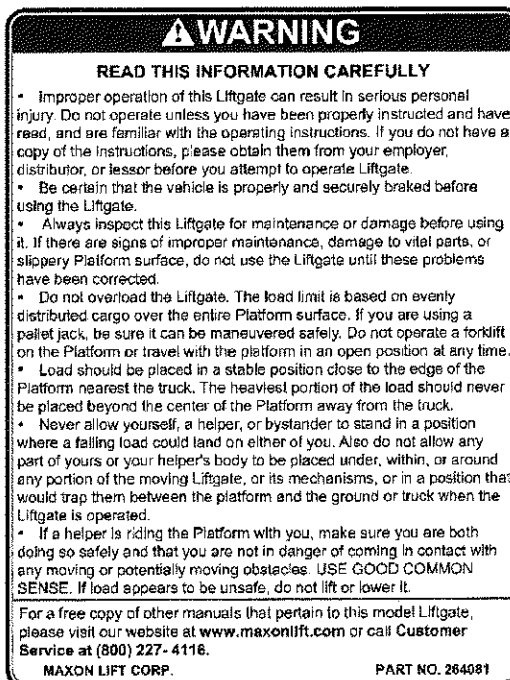 ⚠WARNING
READ THIS INFORMATION CAREFULLY
• Improper operation of this Liftgate can result in serious personal
injury. Do not operate unless you have been properly instructed and have
read, and are familiar with the operating instructions. If you do not have a
copy of the instructions, please obtain them from your employer,
distributor, or lessor before you attempt to operate Liftgate.
• Be certain that the vehicle is properly and securely braked before
using the Liftgate.
• Always inspect this Liftgate for maintenance or damage before using
it. If there are signs of improper maintenance, damage to vital parts, or
slippery Platform surface, do not use the Liftgate until these problems
have been corrected.
• Do not overload the Liftgate. The load limit is based on evenly
distributed cargo over the entire Platform surface. If you are using a
pallet jack, be sure it can be maneuvered safely. Do not operate a forklift
on the Platform or travel with the platform in an open position at any time.
• Load should be placed in a stable position close to the edge of the
Platform nearest the truck. The heaviest portion of the load should never
be placed beyond the center of the Platform away from the truck.
• Never allow yourself, a helper, or bystander to stand in a position
where a falling load could land on either of you. Also do not allow any
part of yours or your helper's body to be placed under, within, or around
any portion of the moving Liftgate, or its mechanisms, or in a position that
would trap them between the platform and the ground or truck when the
Liftgate is operated.
• If a helper is riding the Platform with you, make sure you are both
doing so safely and that you are not in danger of coming in contact with
any moving or potentially moving obstacles. USE GOOD COMMON
SENSE. If load appears to be unsafe, do not lift or lower it.
For a free copy of other manuals that pertain to this model Liftgate,
please visit our website at www.maxonlift.com or call Customer
Service at (800) 227-4116.
MAXON LIFT CORP. PART NO. 264081